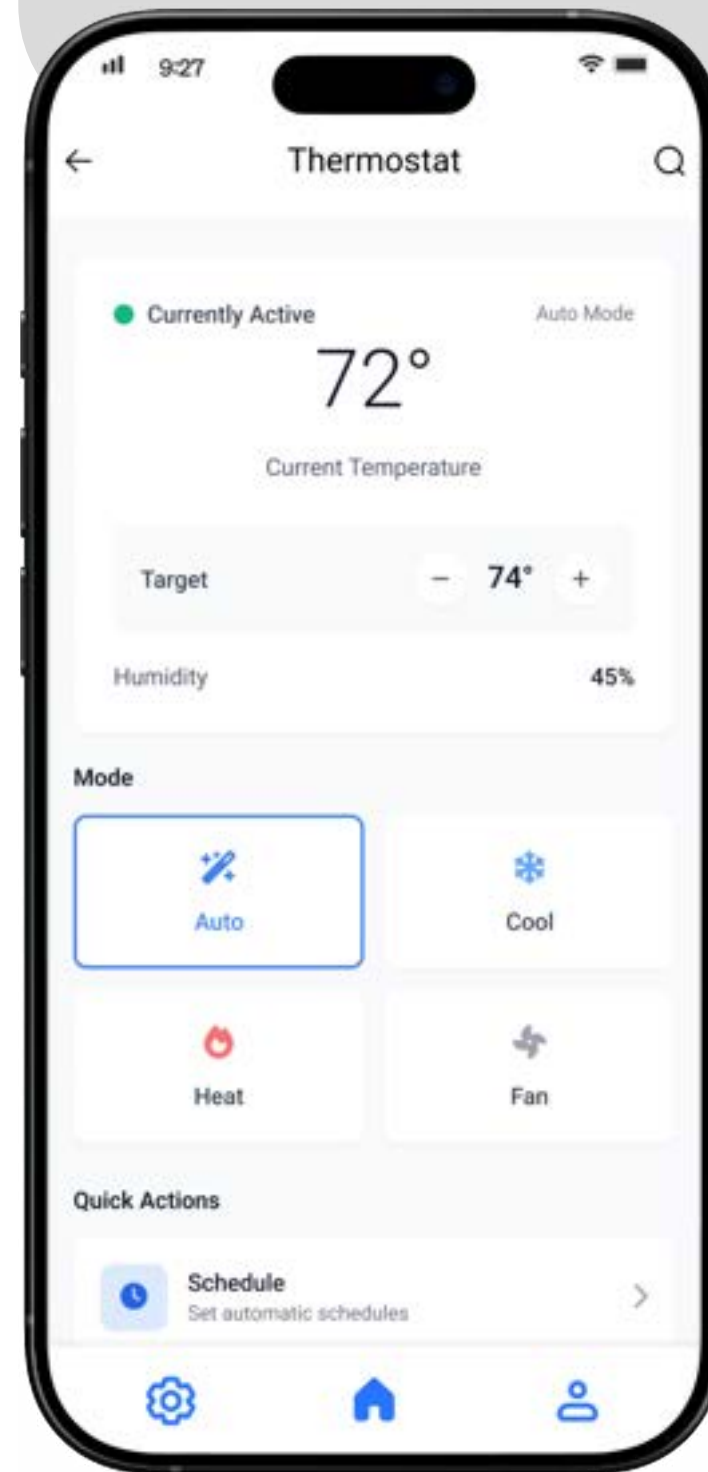 9:27
Thermostat
Currently Active
Auto Mode
72°
Current Temperature
Target
− 74° +
Humidity
45%
Mode
Auto
Cool
Heat
Fan
Quick Actions
Schedule
Set automatic schedules